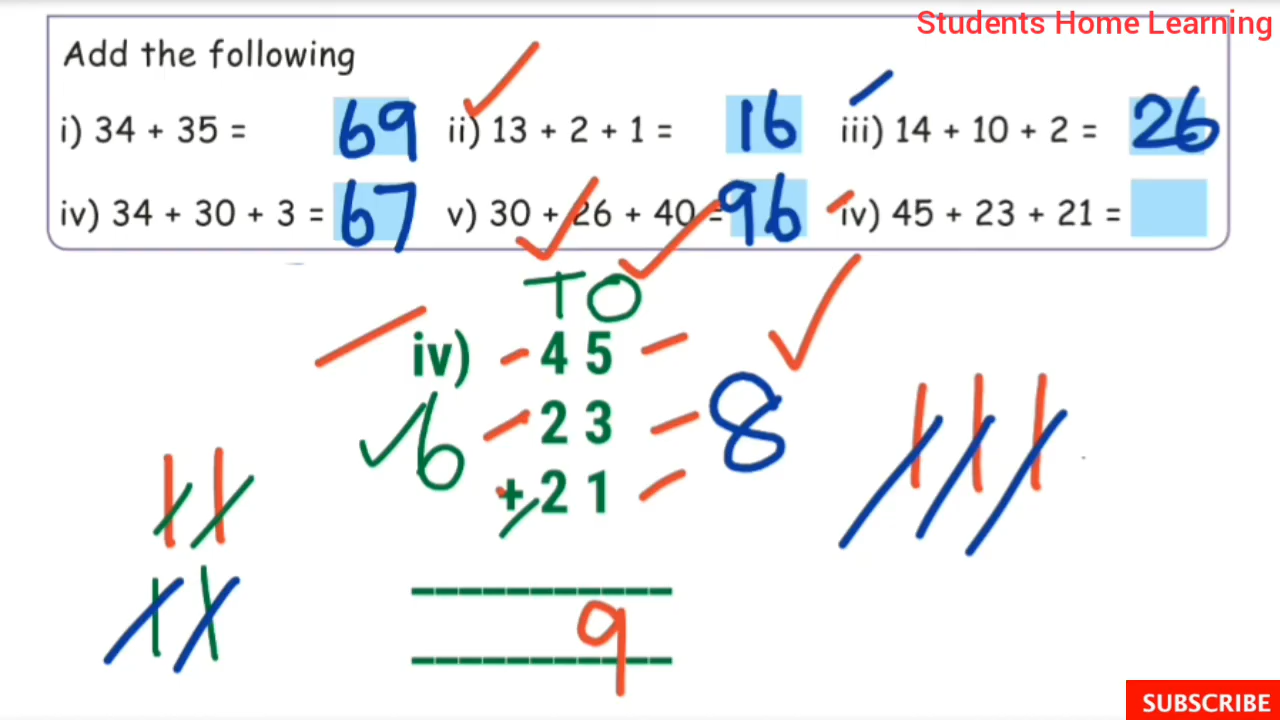 Students Home Learning
Add the following
i) 34 + 35 = 69 ii) 13 + 2 + 1 = 16 iii) 14 + 10 + 2 = 26
iv) 34 + 30 + 3 = 67 v) 30 + 26 + 40 = 96 iv) 45 + 23 + 21 =
T O
iv) 4 5
6 2 3 8
+ 2 1
9
SUBSCRIBE